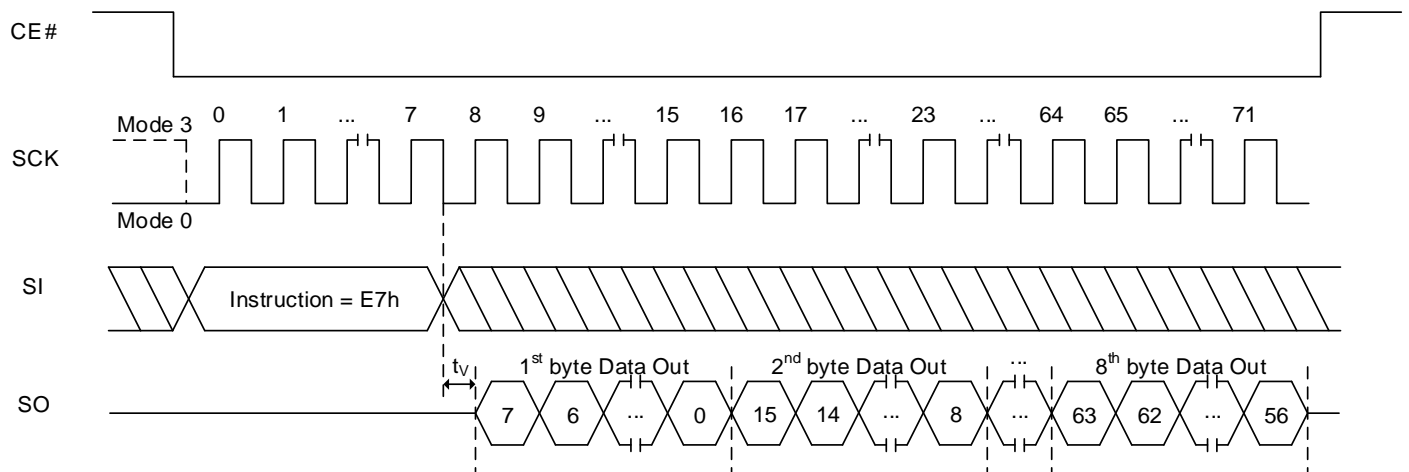 CE#
0 1 ... 7 8 9 ... 15 16 17 ... 23 ... 64 65 ... 71
Mode 3
SCK
Mode 0
SI
Instruction = E7h
tV 1st byte Data Out 2nd byte Data Out ... 8th byte Data Out
SO
7 6 ... 0 15 14 ... 8 ... 63 62 ... 56